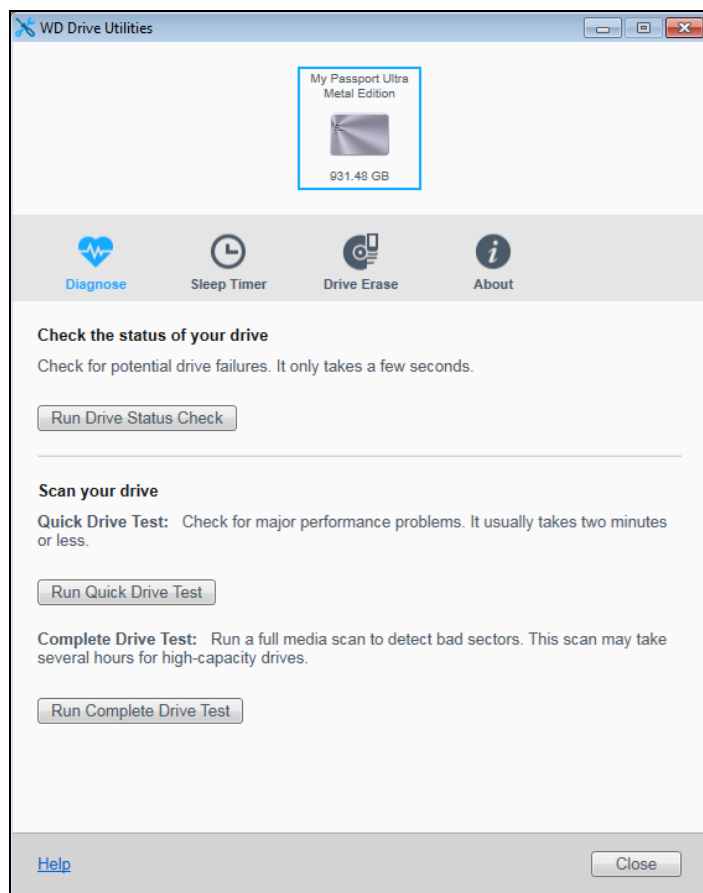 WD Drive Utilities
My Passport Ultra
Metal Edition
931.48 GB
Diagnose
Sleep Timer
Drive Erase
About
Check the status of your drive
Check for potential drive failures. It only takes a few seconds.
Run Drive Status Check
Scan your drive
Quick Drive Test: Check for major performance problems. It usually takes two minutes
or less.
Run Quick Drive Test
Complete Drive Test: Run a full media scan to detect bad sectors. This scan may take
several hours for high-capacity drives.
Run Complete Drive Test
Help
Close